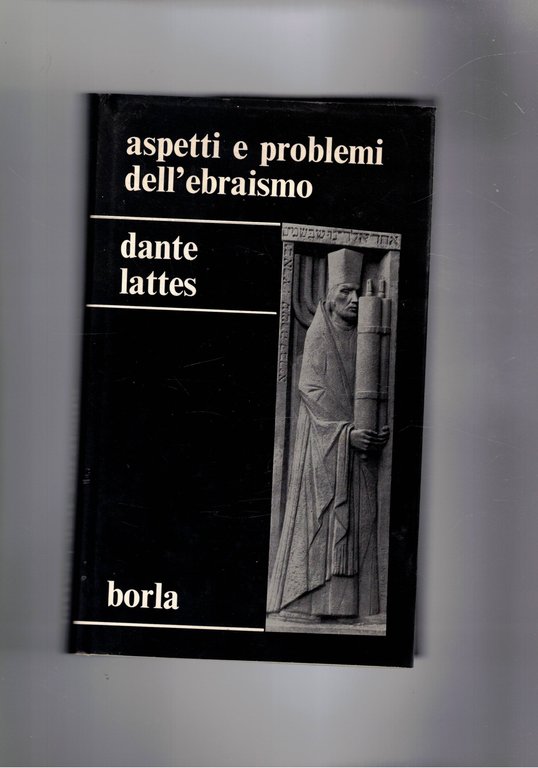 aspetti e problemi
dell'ebraismo
dante
lattes
borla